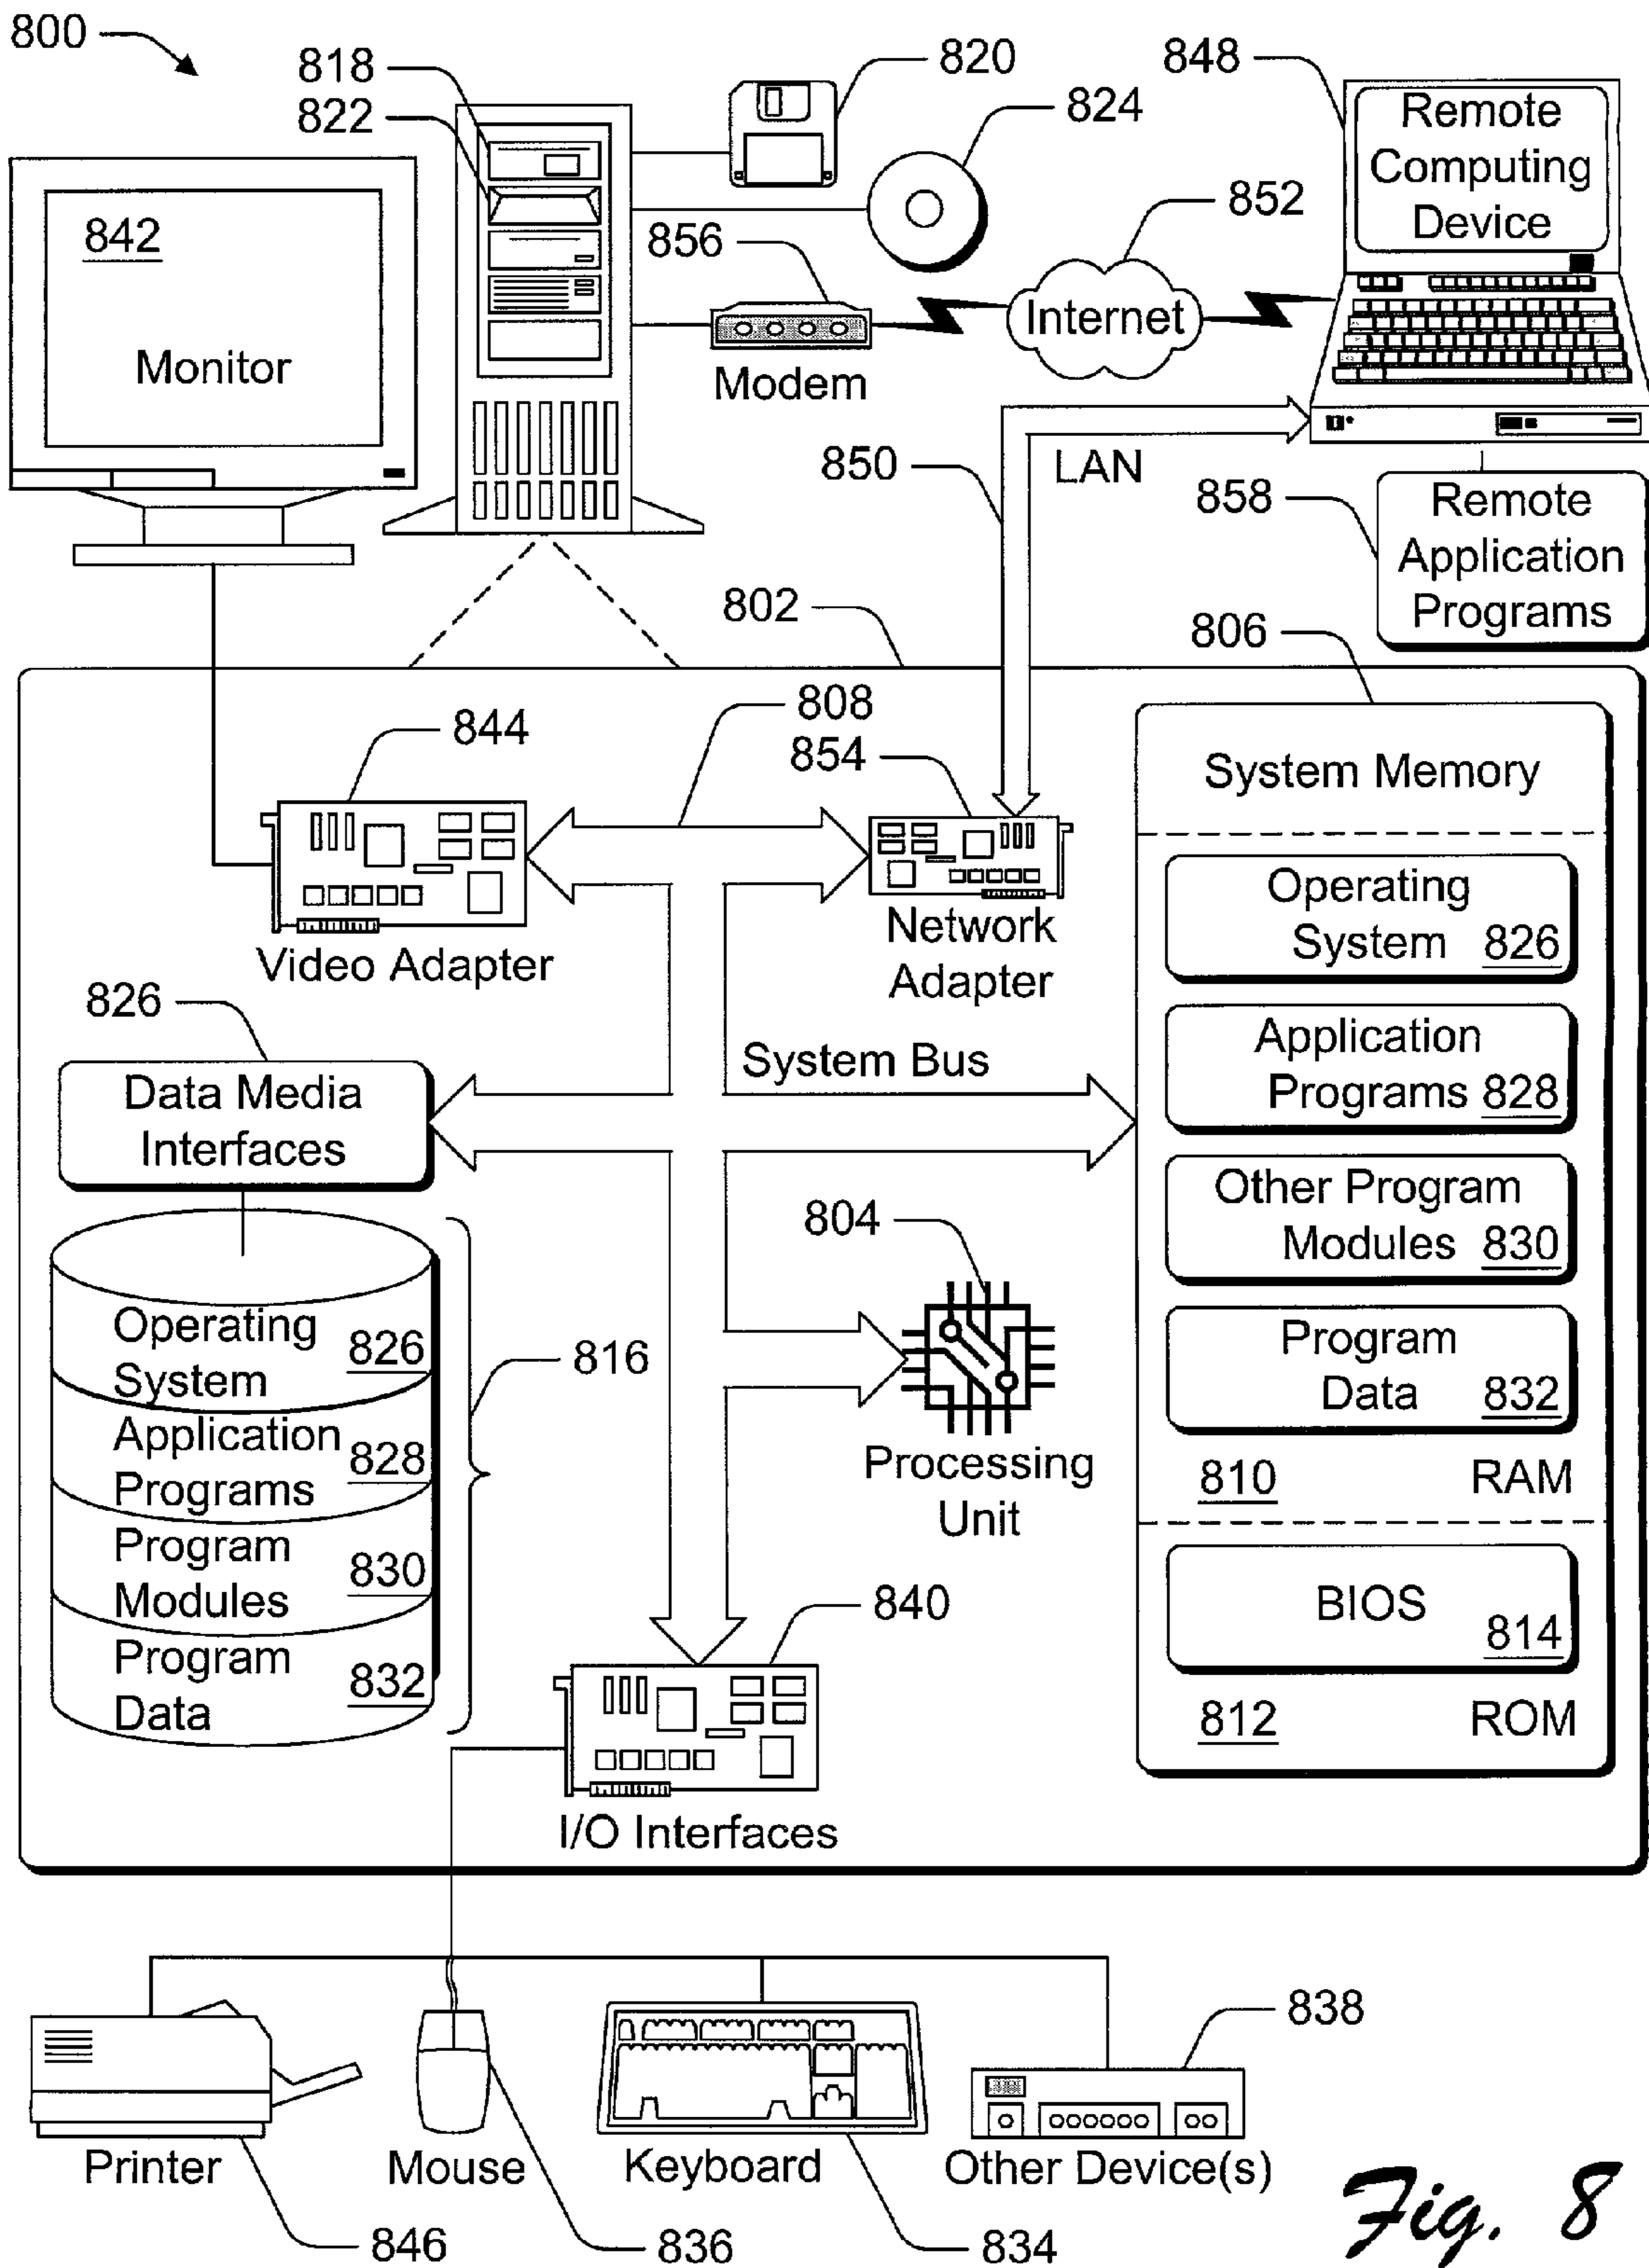 800
818
822
820
824
848
Remote
Computing
Device
842
Monitor
856
852
Internet
Modem
850
LAN
858
Remote
Application
Programs
802
806
808
844
854
System Memory
Video Adapter
Network
Adapter
Operating
System 826
826
Data Media
Interfaces
System Bus
Application
Programs 828
Other Program
Modules 830
804
Operating
System 826
816
Program
Data 832
Application
Programs 828
Processing
Unit
810 RAM
Program
Modules 830
840
BIOS
814
Program
Data 832
812 ROM
I/O Interfaces
838
Printer
Mouse
Keyboard
Other Device(s)
846
836
834
Fig. 8